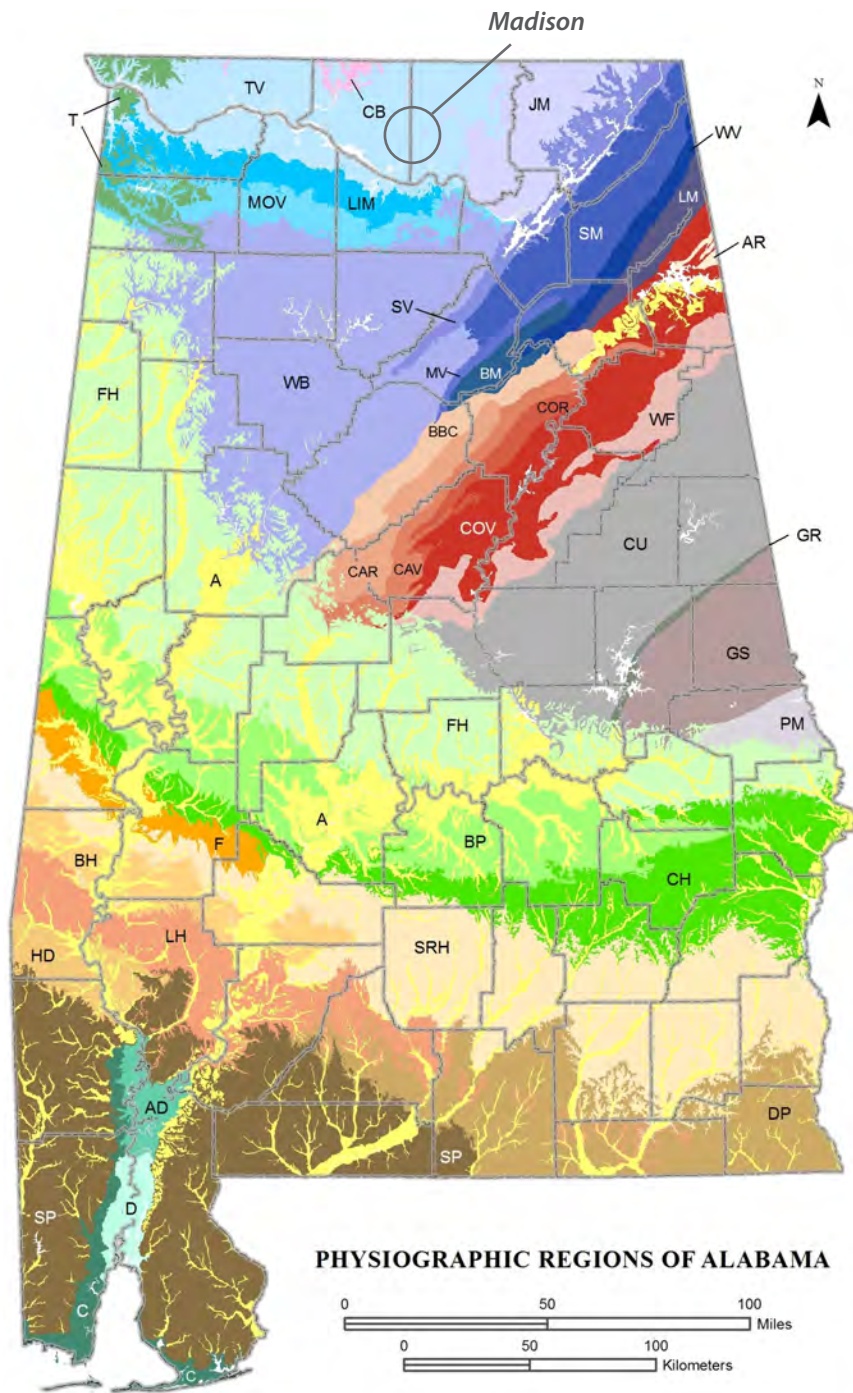 Madison
N
TV
CB
JM
T
WV
LM
MOV
LIM
SM
AR
SV
MV
BM
WB
FH
COR
WF
BBC
COV
CU
GR
CAR
CAV
A
GS
FH
PM
A
BP
F
BH
CH
LH
SRH
HD
AD
DP
SP
D
SP
PHYSIOGRAPHIC REGIONS OF ALABAMA
C
0 50 100
Miles
0 50 100
Kilometers
C